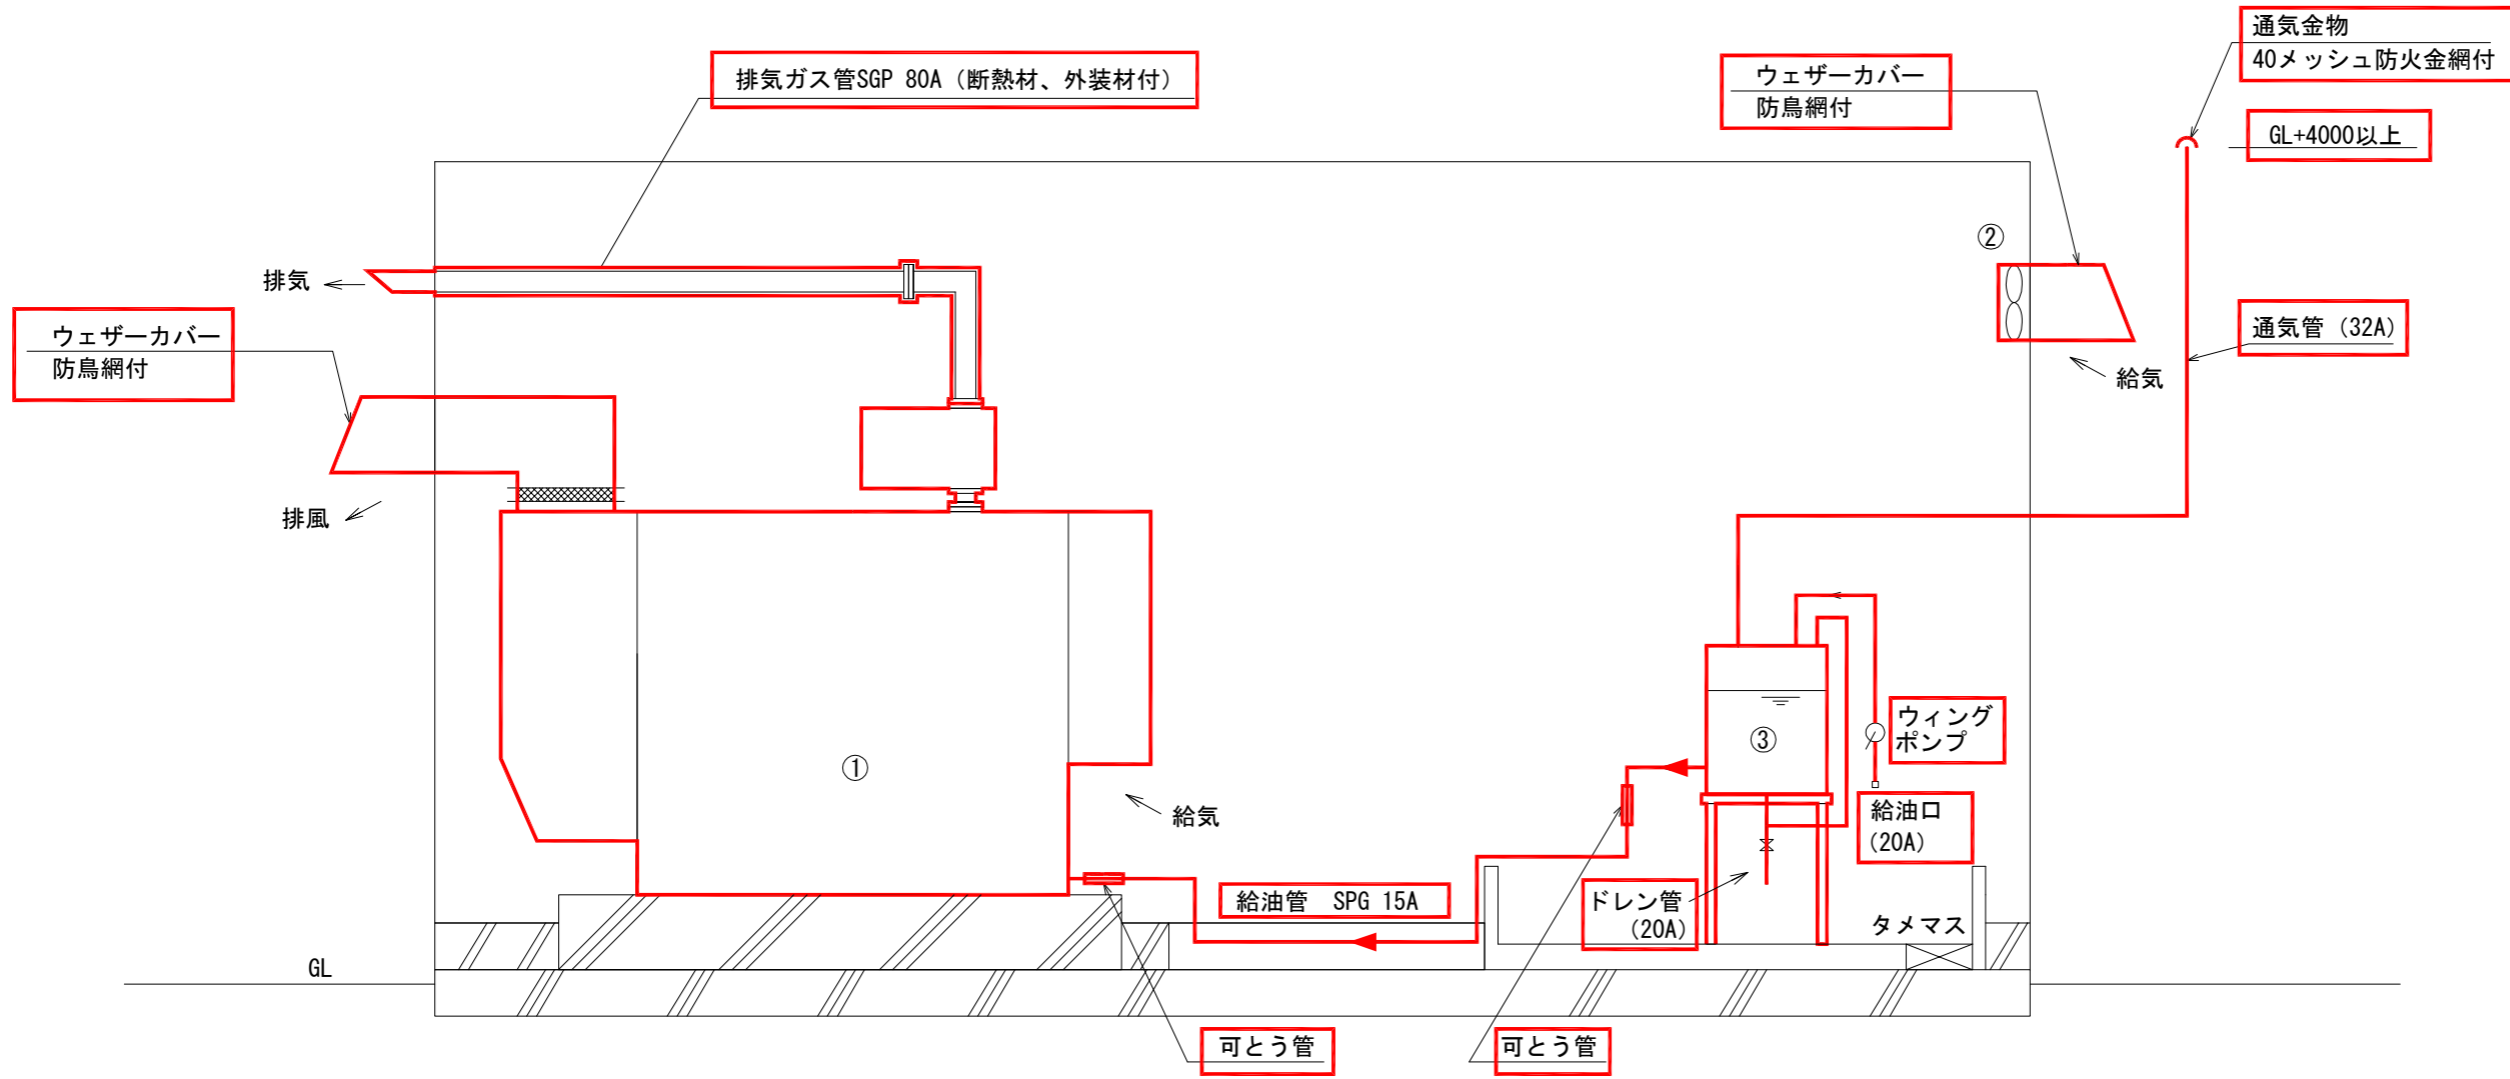 通気金物
40メッシュ防火金網付
排気ガス管SGP 80A（断熱材、外装材付）
ウェザーカバー
防鳥網付
GL+4000以上
②
排気
ウェザーカバー
防鳥網付
通気管（32A）
給気
排風
ウィング
ポンプ
③
①
給気
給油口
(20A)
給油管　SPG 15A
ドレン管
(20A)
タメマス
GL
可とう管
可とう管